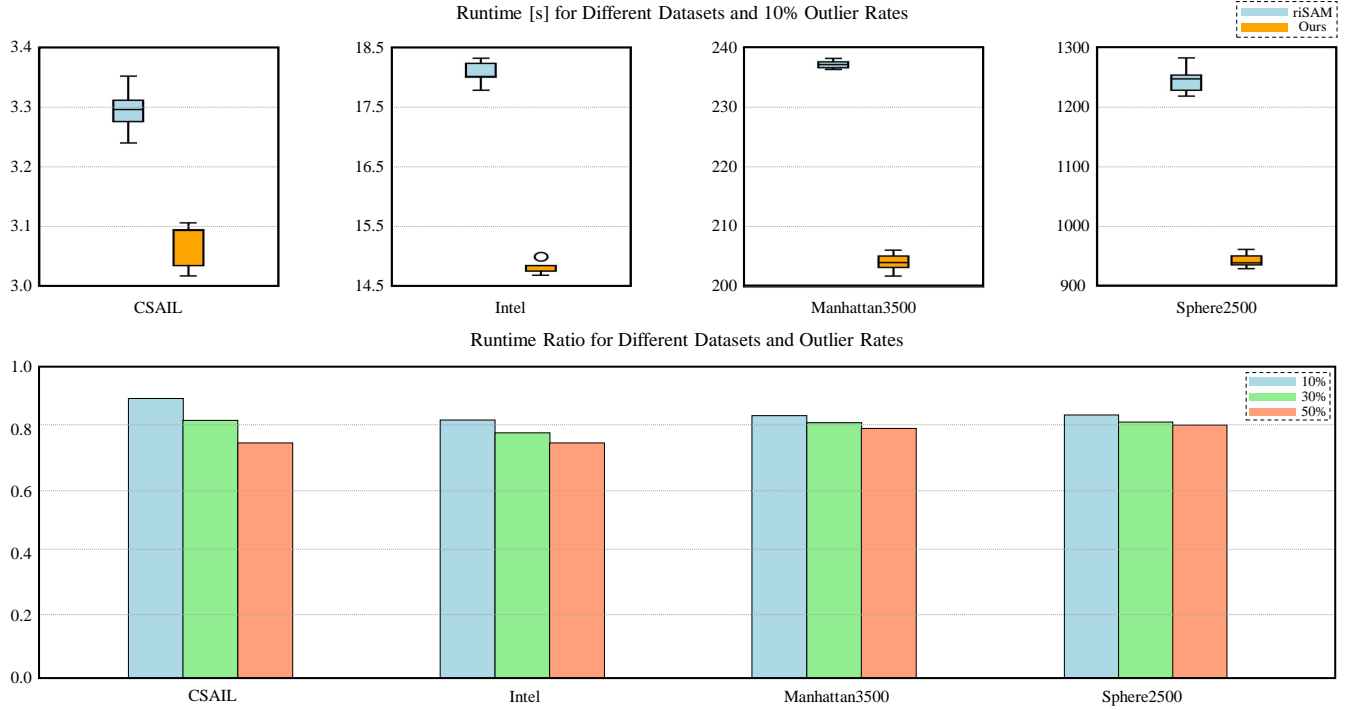 Runtime [s] for Different Datasets and 10% Outlier Rates
riSAM
Ours
3.4
3.3
3.2
3.1
3.0
CSAIL
18.5
17.5
16.5
15.5
14.5
Intel
240
230
220
210
200
Manhattan3500
1300
1200
1100
1000
900
Sphere2500
Runtime Ratio for Different Datasets and Outlier Rates
10%
30%
50%
1.0
0.8
0.6
0.4
0.2
0.0
CSAIL
Intel
Manhattan3500
Sphere2500